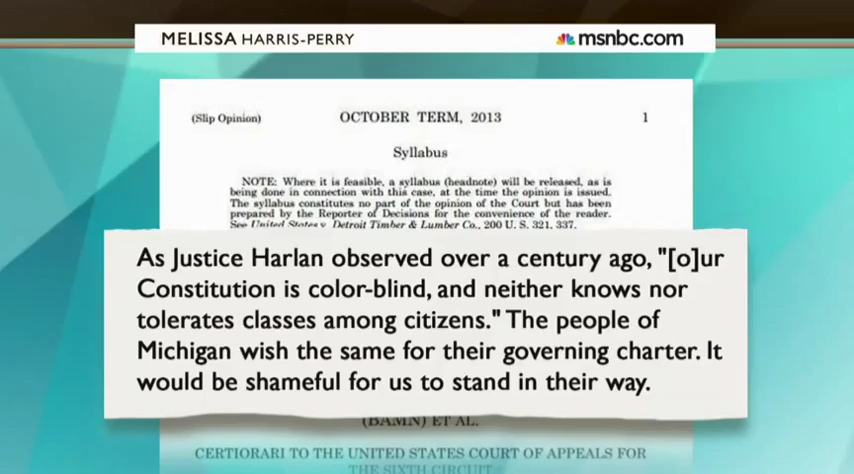 MELISSA HARRIS-PERRY
msnbc.com
(Slip Opinion)
OCTOBER TERM, 2013
1
Syllabus
NOTE: Where it is feasible, a syllabus (headnote) will be released, as is
being done in connection with this case, at the time the opinion is issued.
The syllabus constitutes no part of the opinion of the Court but has been
prepared by the Reporter of Decisions for the convenience of the reader.
See United States v. Detroit Timber & Lumber Co., 200 U. S. 321, 337.
As Justice Harlan observed over a century ago, "[o]ur
Constitution is color-blind, and neither knows nor
tolerates classes among citizens." The people of
Michigan wish the same for their governing charter. It
would be shameful for us to stand in their way.
(BAMN) ET AL.
CERTIORARI TO THE UNITED STATES COURT OF APPEALS FOR
THE SIXTH CIRCUIT